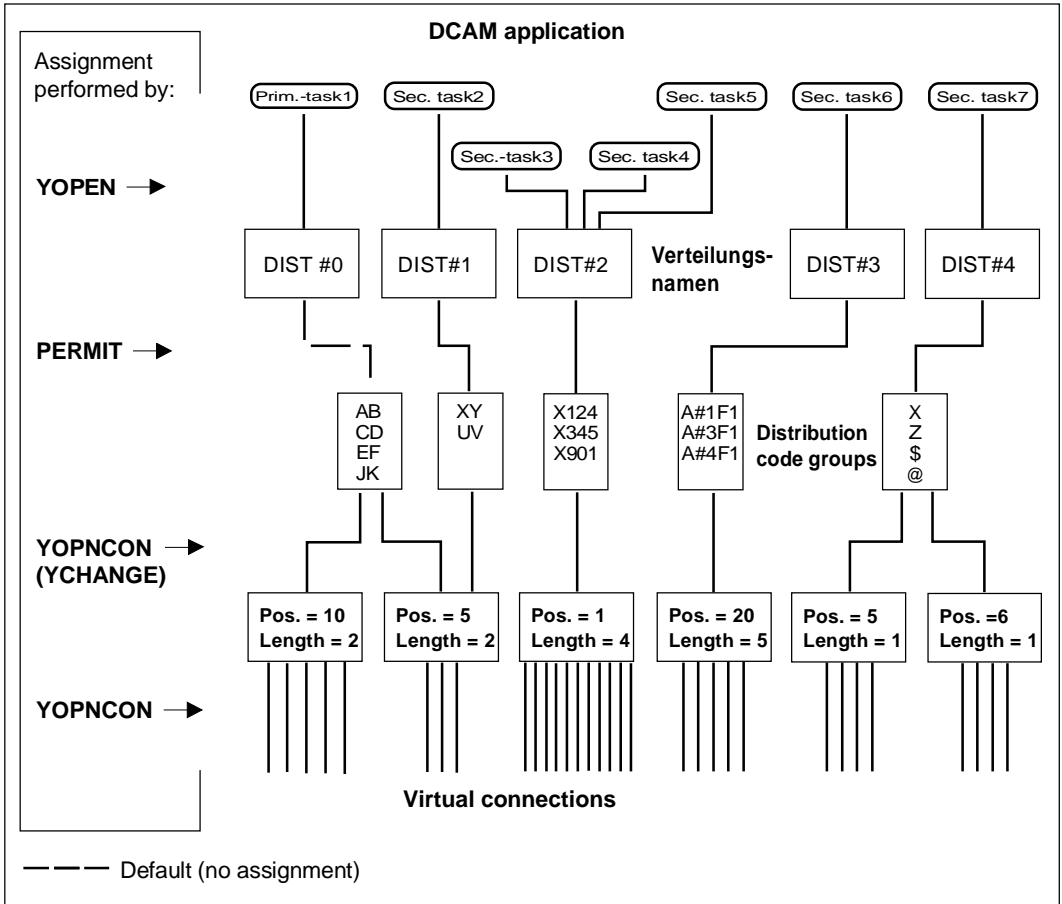 DCAM application
Assignment
performed by:
Prim.-task1
Sec. task2
Sec. task5
Sec. task6
Sec. task7
Sec.-task3
Sec. task4
YOPEN
DIST #0
DIST#1
DIST#2
Verteilungs-
namen
DIST#3
DIST#4
PERMIT
AB
CD
EF
JK
XY
UV
X124
X345
X901
A#1F1
A#3F1
A#4F1
Distribution
code groups
X
Z
$
@
YOPNCON
(YCHANGE)
Pos. = 10
Length = 2
Pos. = 5
Length = 2
Pos. = 1
Length = 4
Pos. = 20
Length = 5
Pos. = 5
Length = 1
Pos. =6
Length = 1
YOPNCON
Virtual connections
Default (no assignment)